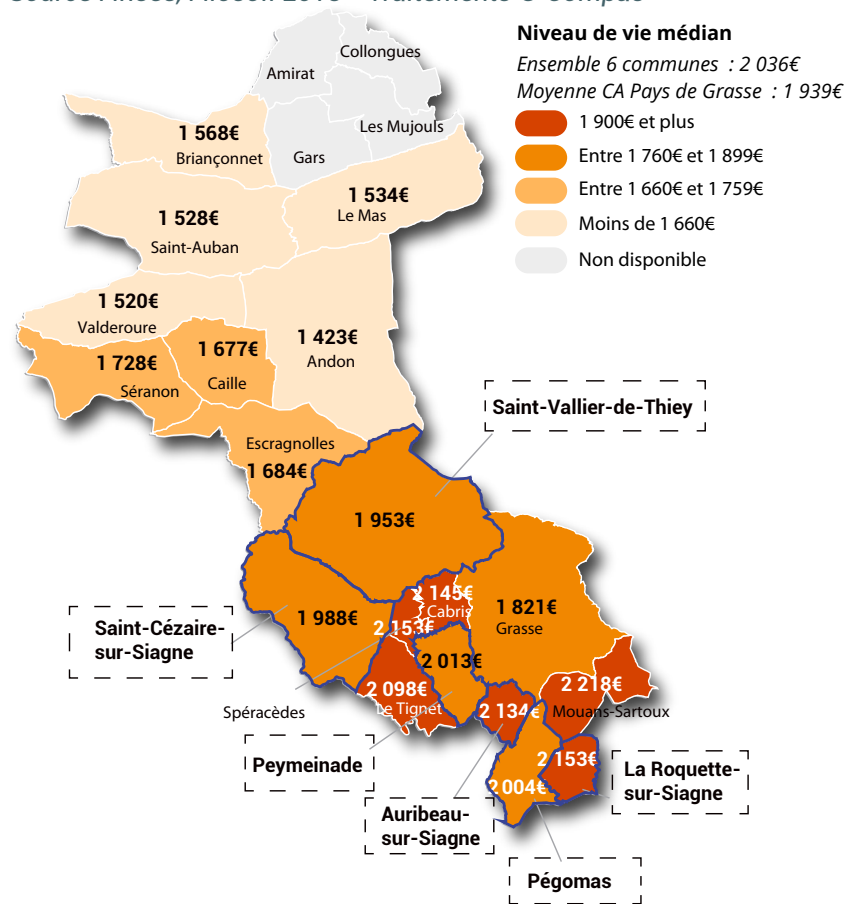 Niveau de vie médian
Ensemble 6 communes : 2 036€
Moyenne CA Pays de Grasse : 1 939€
1 900€ et plus
Entre 1 760€ et 1 899€
Entre 1 660€ et 1 759€
Moins de 1 660€
Non disponible
Collongues
Amirat
Les Mujouls
Gars
1 568€
Briançonnet
1 534€
Le Mas
1 528€
Saint-Auban
1 520€
Valderoure
1 423€
Andon
1 677€
Caille
1 728€
Séranon
Escragnolles
1 684€
Saint-Vallier-de-Thiey
1 953€
2 145€
Cabris
1 821€
Grasse
1 988€
2 153€
Saint-Cézaire-
sur-Siagne
2 013€
2 098€
Le Tignet
Spéracèdes
2 218€
Mouans-Sartoux
2 134€
Peymeinade
2 153€
La Roquette-
sur-Siagne
2 004€
Auribeau-
sur-Siagne
Pégomas